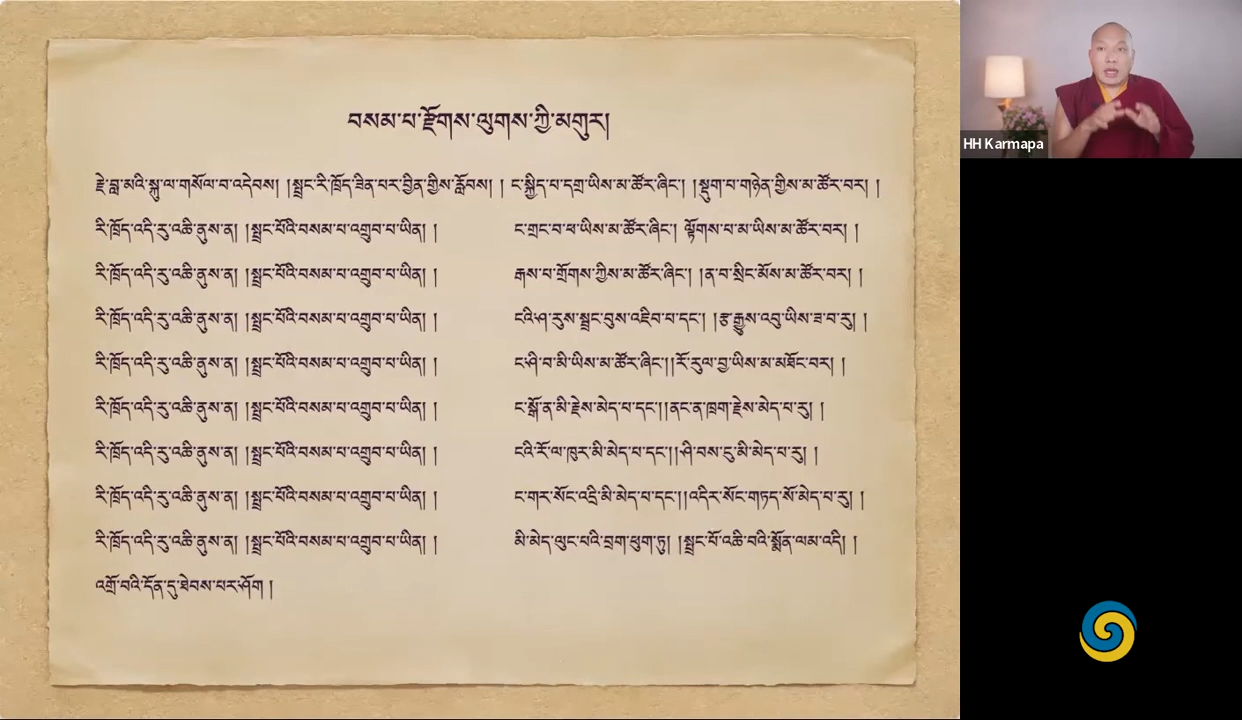 བསམ་པ་རྫོགས་ལུགས་ཀྱི་མགུར།
རྗེ་བླ་མའི་སྐུ་ལ་གསོལ་བ་འདེབས། །སྤྲང་རི་ཁྲོད་ཟིན་པར་བྱིན་གྱིས་རློབས། ། ང་སྐྱིད་པ་དགྲ་ཡིས་མ་ཚོར་ཞིང་། །སྡུག་པ་གཉེན་གྱིས་མ་ཚོར་བར། །
རི་ཁྲོད་འདི་རུ་འཆི་ནུས་ན། །སྤྲང་པོའི་བསམ་པ་འགྲུབ་པ་ཡིན། ། ང་གྲང་བ་ཕ་ཡིས་མ་ཚོར་ཞིང་། ལྟོགས་པ་མ་ཡིས་མ་ཚོར་བར། །
རི་ཁྲོད་འདི་རུ་འཆི་ནུས་ན། །སྤྲང་པོའི་བསམ་པ་འགྲུབ་པ་ཡིན། ། རྒས་པ་གྲོགས་ཀྱིས་མ་ཚོར་ཞིང་། །ན་བ་སྲིང་མོས་མ་ཚོར་བར། །
རི་ཁྲོད་འདི་རུ་འཆི་ནུས་ན། །སྤྲང་པོའི་བསམ་པ་འགྲུབ་པ་ཡིན། ། ངའི་ཤ་རུས་སྦྲང་བུས་འཇིབ་པ་དང་། །རྩ་རྒྱུས་འབུ་ཡིས་ཟ་བ་རུ། །
རི་ཁྲོད་འདི་རུ་འཆི་ནུས་ན། །སྤྲང་པོའི་བསམ་པ་འགྲུབ་པ་ཡིན། ། ང་ཤི་བ་མི་ཡིས་མ་ཚོར་ཞིང་།།རོ་རུལ་བྱ་ཡིས་མ་མཐོང་བར། །
རི་ཁྲོད་འདི་རུ་འཆི་ནུས་ན། །སྤྲང་པོའི་བསམ་པ་འགྲུབ་པ་ཡིན། ། ང་སྒོ་ན་མི་རྗེས་མེད་པ་དང་།།ནང་ན་ཁྲག་རྗེས་མེད་པ་རུ། །
རི་ཁྲོད་འདི་རུ་འཆི་ནུས་ན། །སྤྲང་པོའི་བསམ་པ་འགྲུབ་པ་ཡིན། ། ངའི་རོ་ལ་ཁུར་མི་མེད་པ་དང་།།ཤི་བས་ངུ་མི་མེད་པ་རུ། །
རི་ཁྲོད་འདི་རུ་འཆི་ནུས་ན། །སྤྲང་པོའི་བསམ་པ་འགྲུབ་པ་ཡིན། ། ང་གར་སོང་འདྲི་མི་མེད་པ་དང་།།འདིར་སོང་གཏད་སོ་མེད་པ་རུ། །
རི་ཁྲོད་འདི་རུ་འཆི་ནུས་ན། །སྤྲང་པོའི་བསམ་པ་འགྲུབ་པ་ཡིན། ། མི་མེད་ལུང་པའི་བྲག་ཕུག་ཏུ། །སྤྲང་པོ་འཆི་བའི་སྨོན་ལམ་འདི། །
འགྲོ་བའི་དོན་དུ་ཐེབས་པར་ཤོག །
HH Karmapa